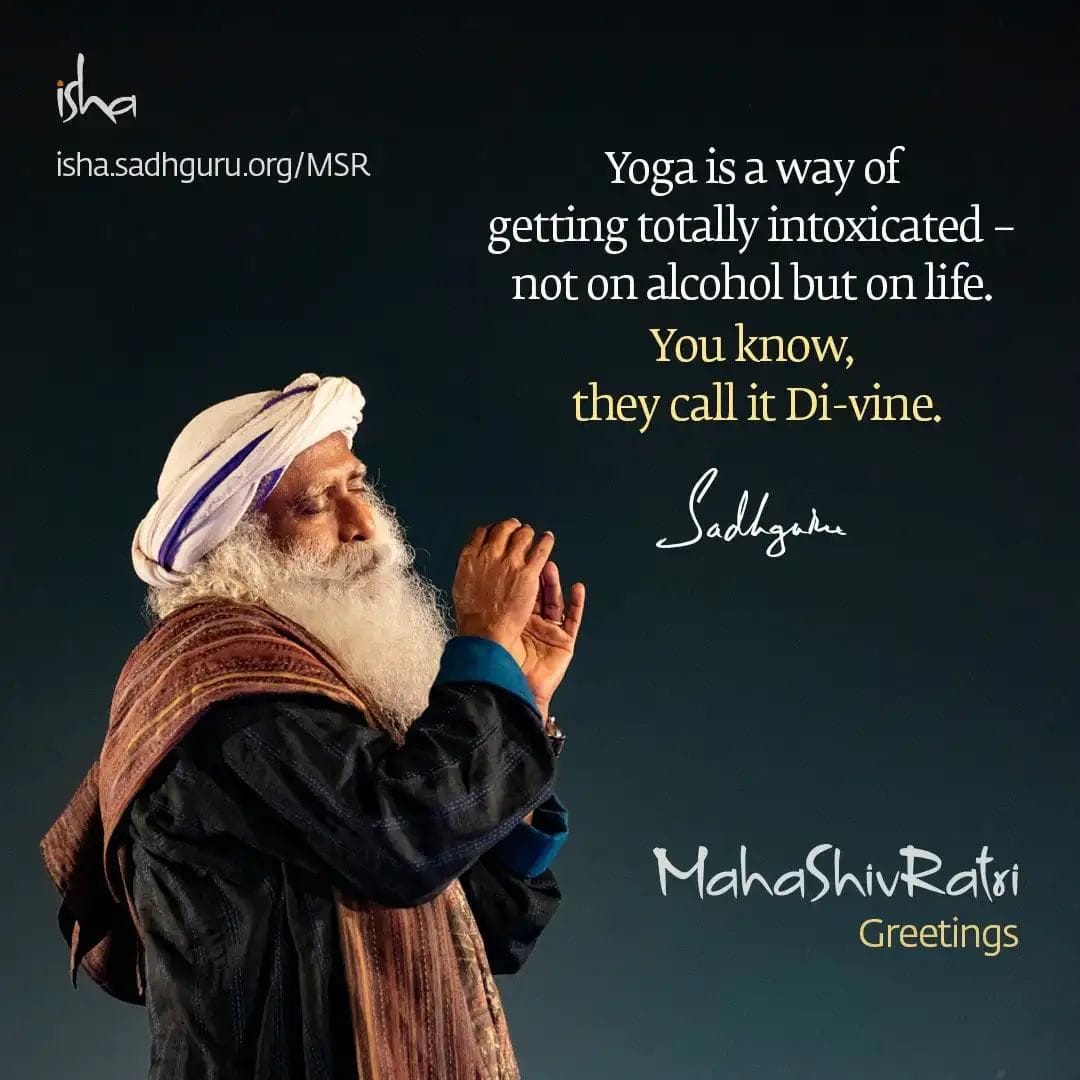 isha
isha.sadhguru.org/MSR
Yoga is a way of
getting totally intoxicated –
not on alcohol but on life.
You know,
they call it Di-vine.
Sadhguru
MahaShivRatri
Greetings